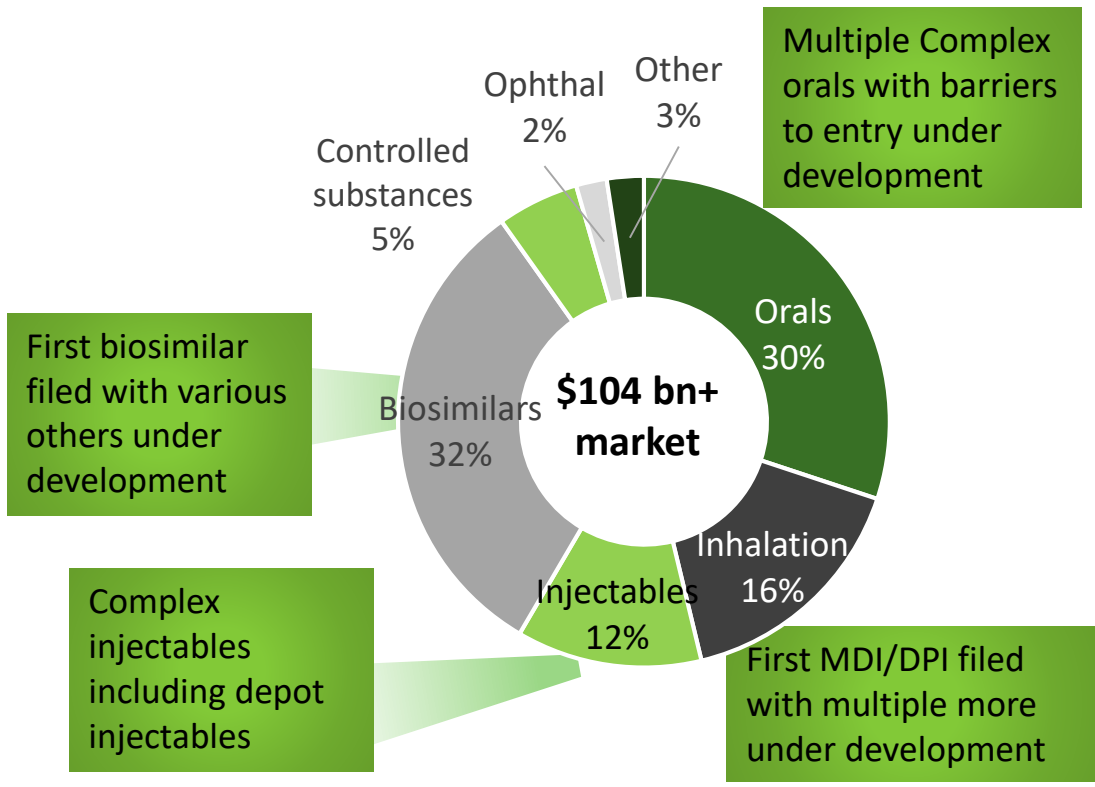 Multiple Complex
orals with barriers
to entry under
development
Other
3%
Ophthal
2%
Controlled
substances
5%
Orals
30%
First biosimilar
filed with various
others under
development
Biosimilars
32%
$104 bn+
market
Inhalation
16%
Injectables
12%
Complex
injectables
including depot
injectables
First MDI/DPI filed
with multiple more
under development